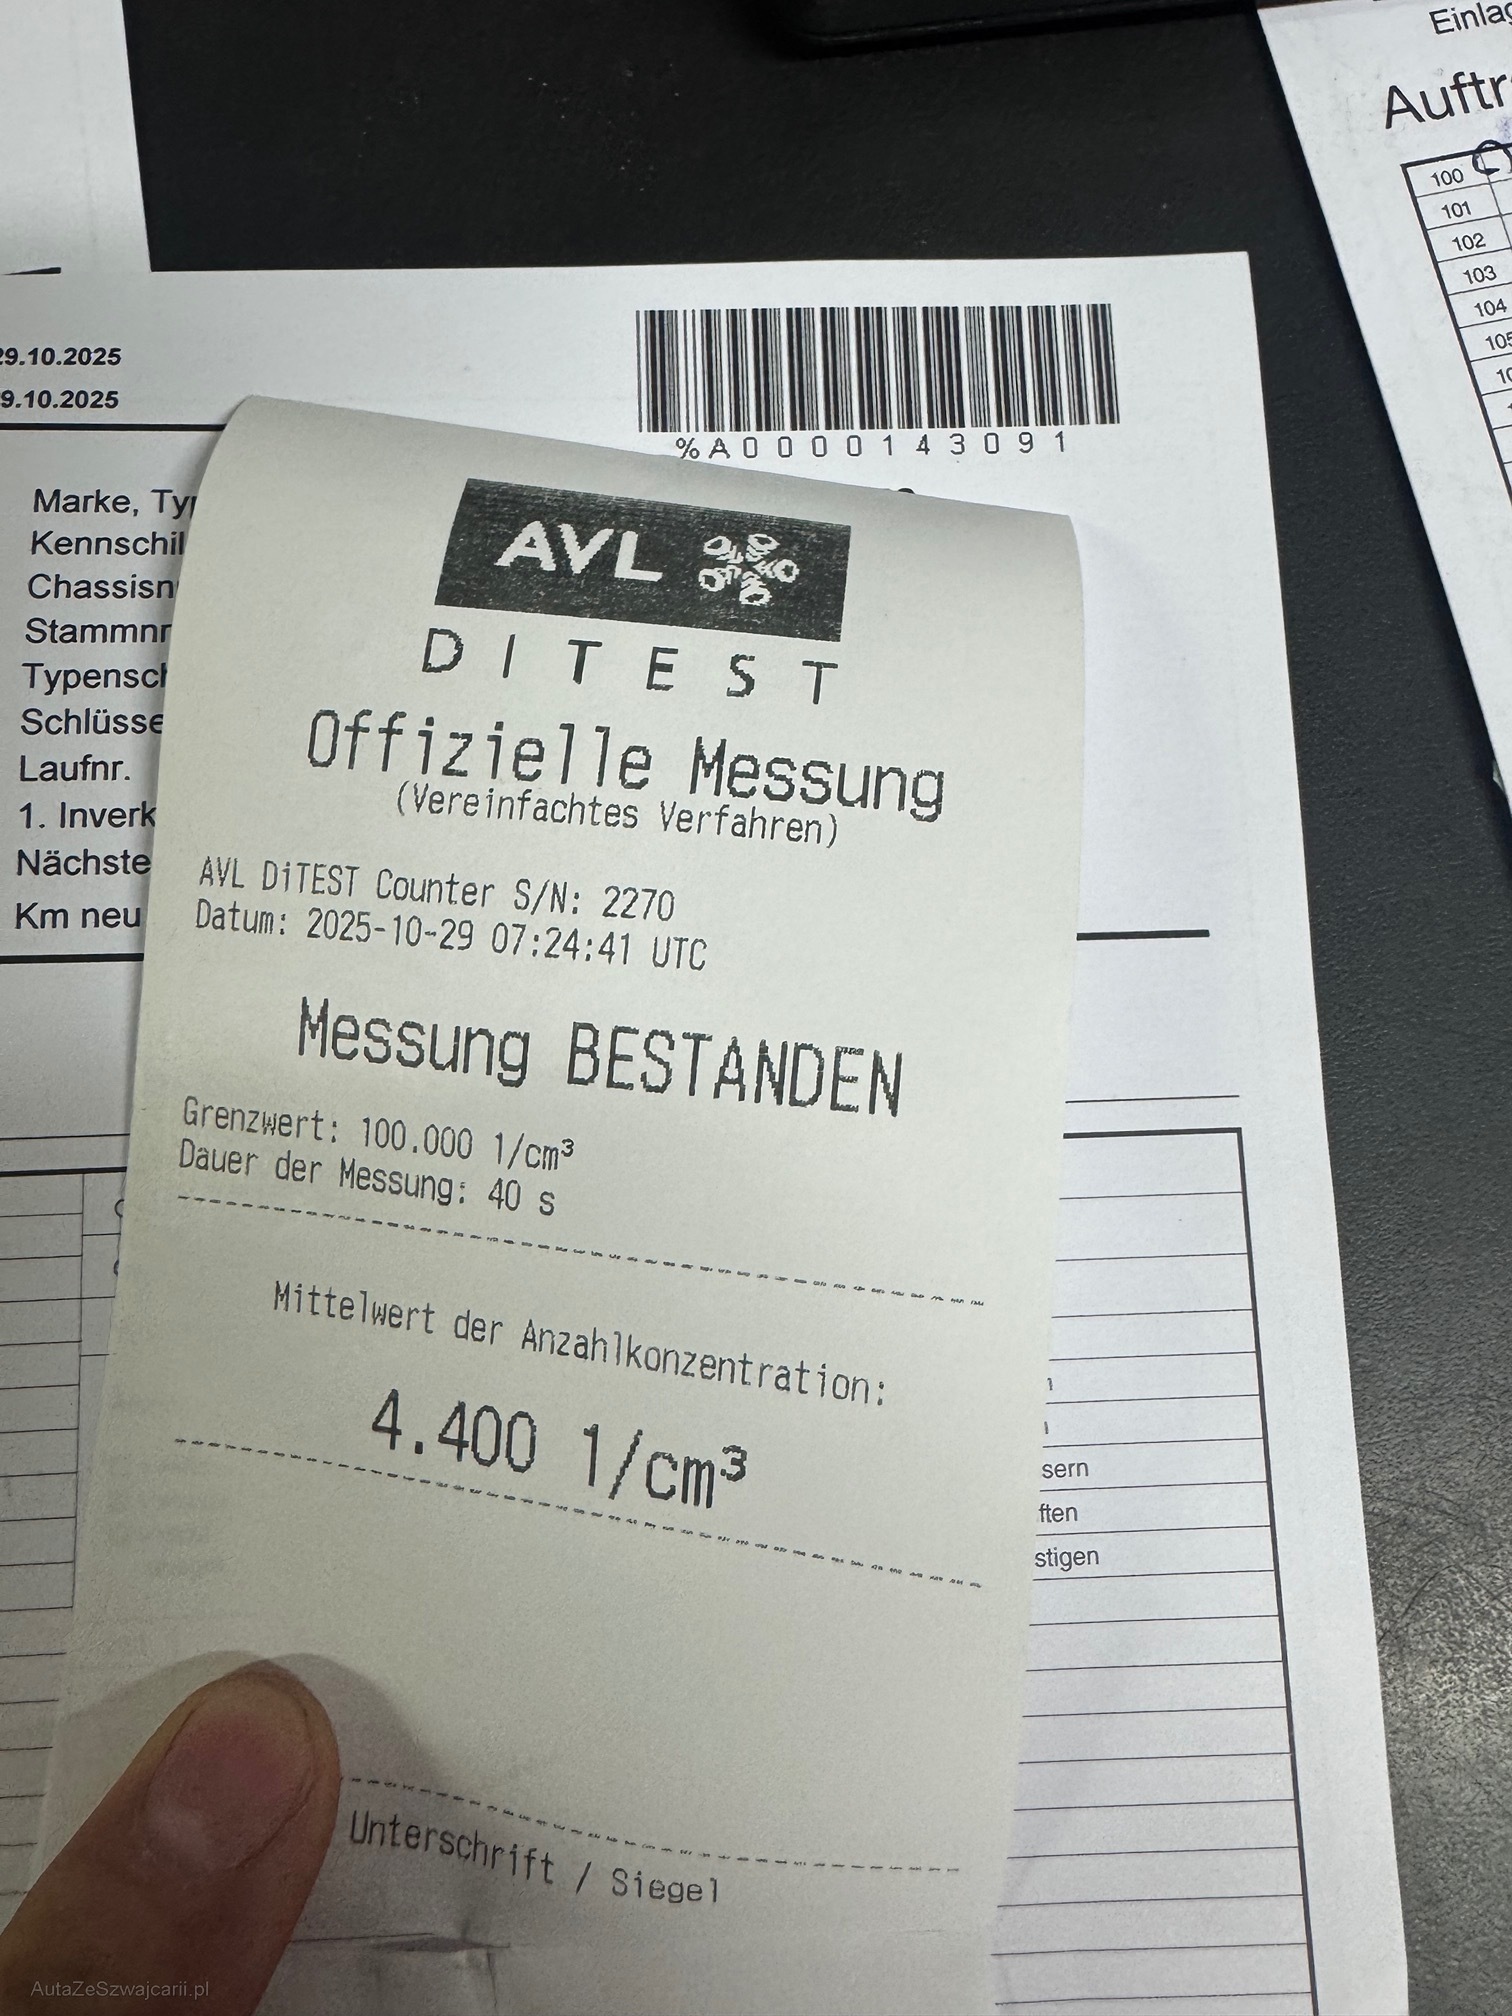 Einlag
Auftr
100
101
102
103
104
105
29.10.2025
9.10.2025
%A0000143091
Marke, Typ
Kennschil
Chassisn
Stammnr
Typensch
Schlüsse
Laufnr.
1. Inverk
Nächste
Km neu
AVL
DITEST
Offizielle Messung
(Vereinfachtes Verfahren)
AVL DiTEST Counter S/N: 2270
Datum: 2025-10-29 07:24:41 UTC
Messung BESTANDEN
Grenzwert: 100.000 1/cm³
Dauer der Messung: 40 s
Mittelwert der Anzahlkonzentration:
4.400 1/cm³
sern
ften
stigen
Unterschrift / Siegel
AutaZeSzwajcarii.pl